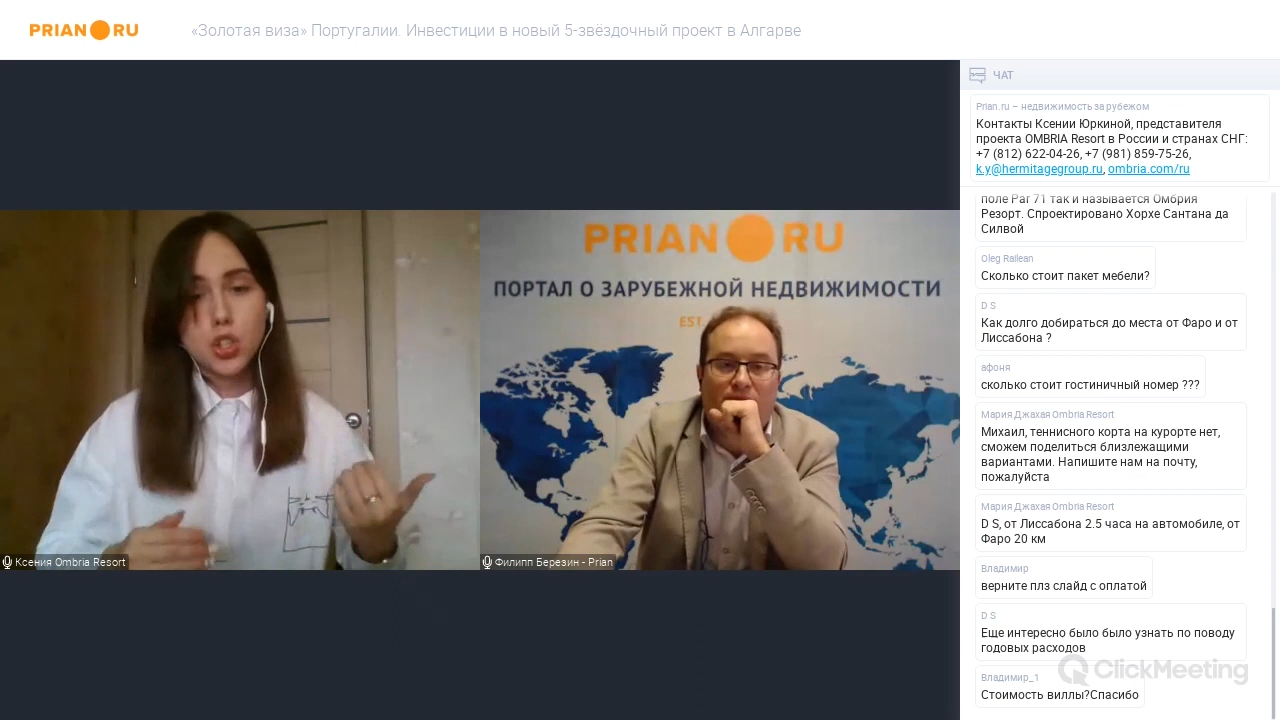 PRIAN RU
«Золотая виза» Португалии. Инвестиции в новый 5-звёздочный проект в Алгарве
PRIAN RU
ПОРТАЛ О ЗАРУБЕЖНОЙ НЕДВИЖИМОСТИ
EST
Ксения Ombria Resort
Филипп Березин - Prian
ЧАТ
Prian.ru – недвижимость за рубежом
Контакты Ксении Юркиной, представителя
проекта OMBRIA Resort в России и странах СНГ:
+7 (812) 622-04-26, +7 (981) 859-75-26,
k.y@hermitagegroup.ru, ombria.com/ru
поле Par 71 так и называется Омбрия
Резорт. Спроектировано Хорхе Сантана да
Силвой
Oleg Railean
Сколько стоит пакет мебели?
D S
Как долго добираться до места от Фаро и от
Лиссабона ?
афоня
сколько стоит гостиничный номер ???
Мария Джахая Ombria Resort
Михаил, теннисного корта на курорте нет,
сможем поделиться близлежащими
вариантами. Напишите нам на почту,
пожалуйста
Мария Джахая Ombria Resort
D S, от Лиссабона 2.5 часа на автомобиле, от
Фаро 20 км
Владимир
верните плз слайд с оплатой
D S
Еще интересно было было узнать по поводу
годовых расходов
ClickMeeting
Владимир_1
Стоимость виллы?Спасибо